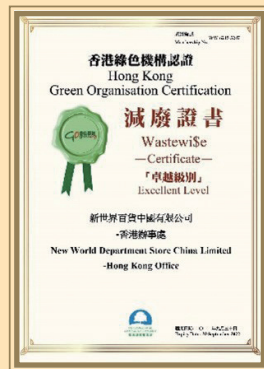 Membership No.
香港綠色機構認證
Hong Kong
Green Organisation Certification
減廢證書
Wastewi$e
—Certificate—
「卓越級別」
Excellent Level
新世界百貨中國有限公司
-香港辦事處
New World Department Store China Limited
-Hong Kong Office